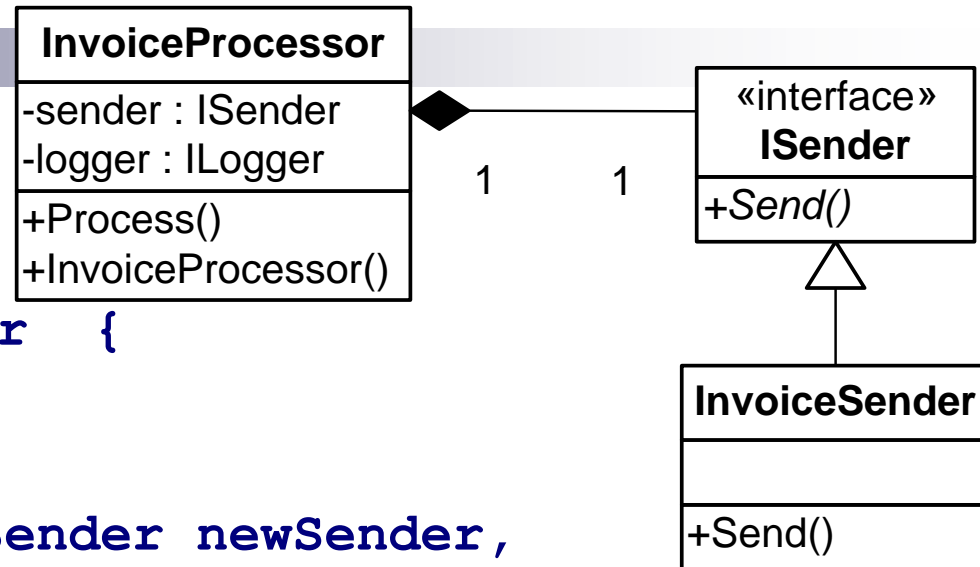 InvoiceProcessor
-sender : ISender
-logger : ILogger
+Process()
+InvoiceProcessor()
1 1
«interface»
ISender
+Send()
r {
InvoiceSender
+Send()
ender newSender,